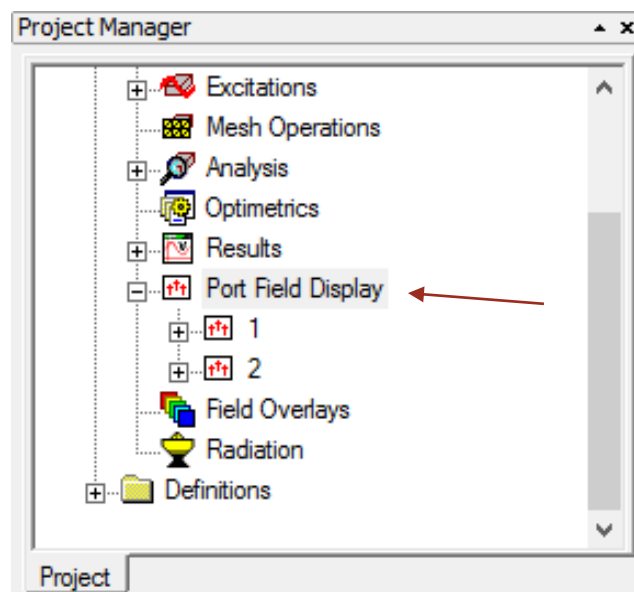 Project Manager
Excitations
Mesh Operations
Analysis
Optimetrics
Results
Port Field Display
1
2
Field Overlays
Radiation
Definitions
Project